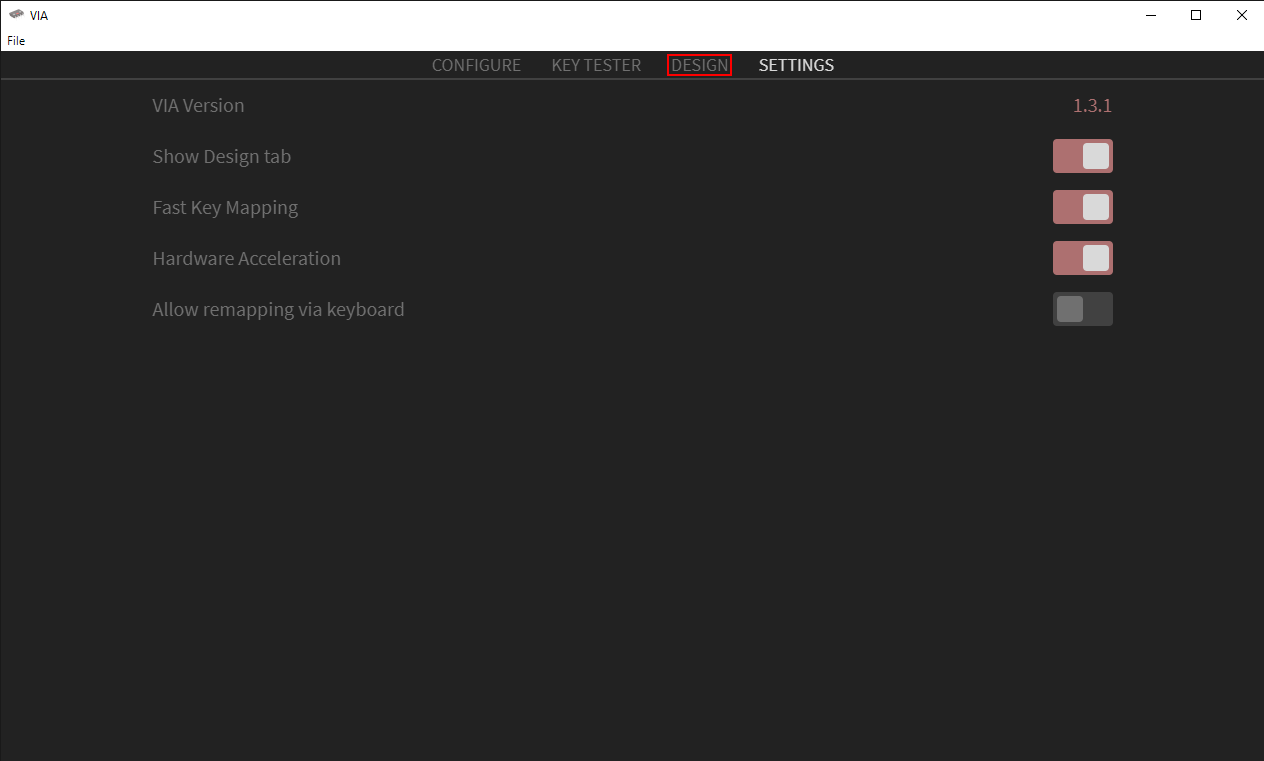 VIA
File
CONFIGURE KEY TESTER DESIGN SETTINGS
VIA Version 1.3.1
Show Design tab
Fast Key Mapping
Hardware Acceleration
Allow remapping via keyboard